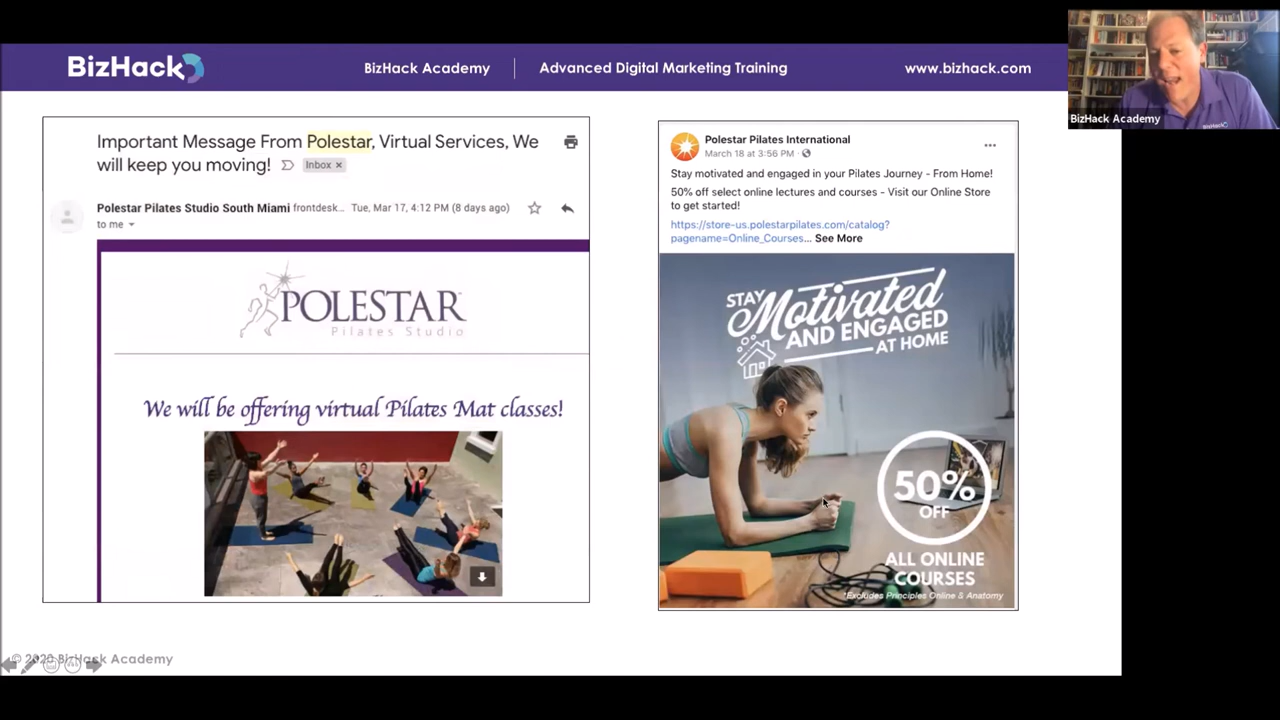 BizHack
BizHack Academy
Advanced Digital Marketing Training
www.bizhack.com
BizHack Academy
Important Message From Polestar, Virtual Services, We
will keep you moving!
Inbox x
Polestar Pilates Studio South Miami frontdesk... Tue, Mar 17, 4:12 PM (8 days ago)
to me
POLESTAR
Pilates Studio
We will be offering virtual Pilates Mat classes!
Polestar Pilates International
March 18 at 3:56 PM
Stay motivated and engaged in your Pilates Journey - From Home!
50% off select online lectures and courses - Visit our Online Store
to get started!
https://store-us.polestarpilates.com/catalog?
pagename=Online_Courses... See More
STAY
Motivated
AND ENGAGED
AT HOME
50%
OFF
ALL ONLINE
COURSES
*Excludes Principles Online & Anatomy
© 2020 BizHack Academy